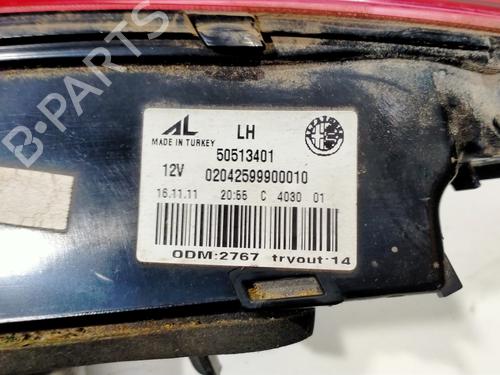 B-PARTS
AL LH
MADE IN TURKEY 50513401
12V 02042599900010
16.11.11 20:55 C 4030 01
ODM:2767 tryout:14